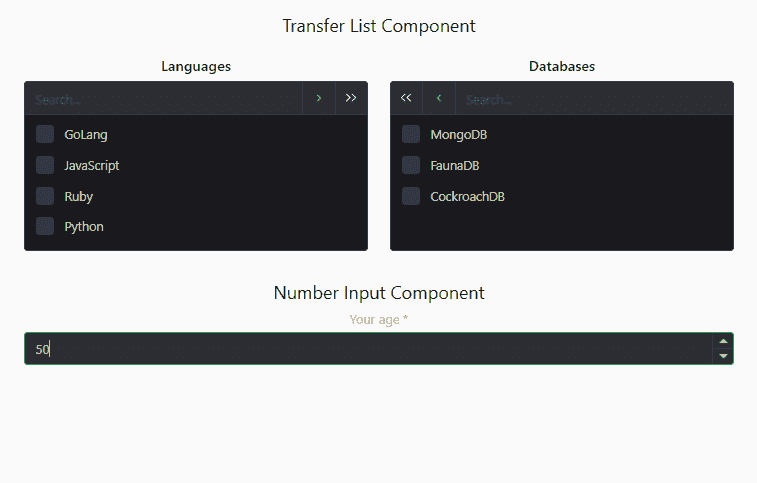 Transfer List Component
Languages
Search...
GoLang
JavaScript
Ruby
Python
Databases
Search...
MongoDB
FaunaDB
CockroachDB
Number Input Component
Your age *
50